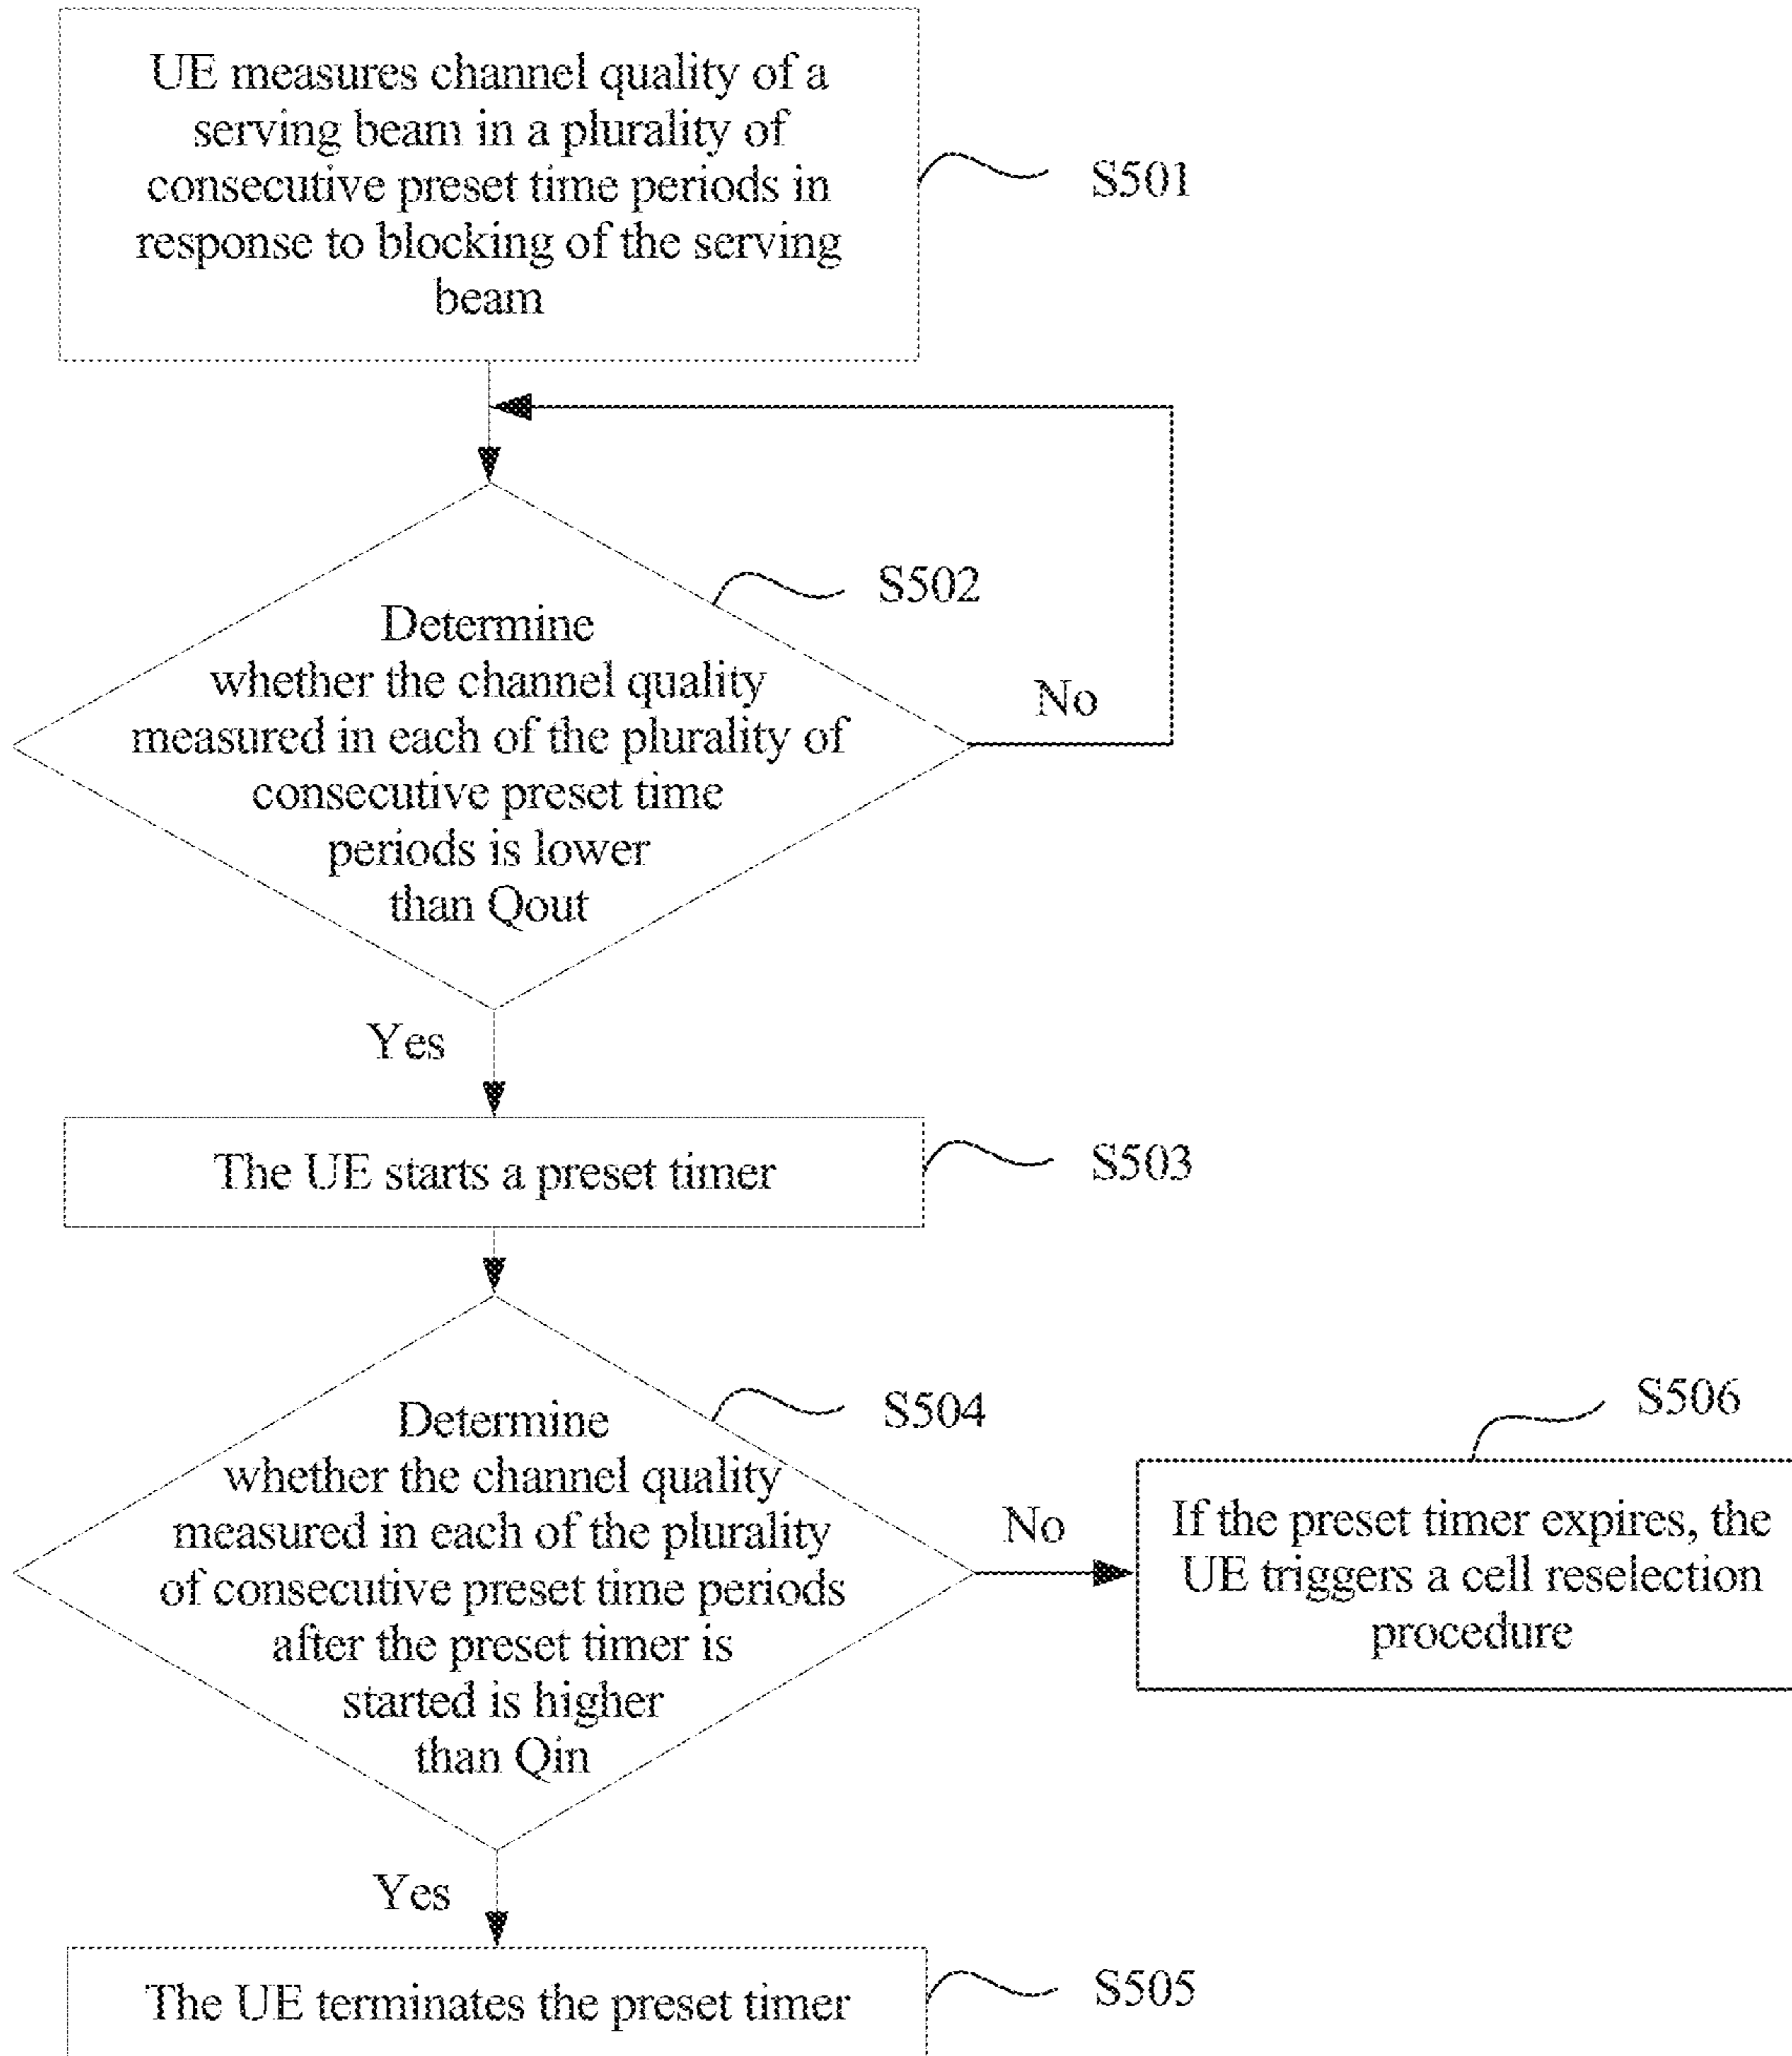 UE measures channel quality of a
serving beam in a plurality of
consecutive preset time periods in
response to blocking of the serving
beam
S501
S502
Determine
whether the channel quality
measured in each of the plurality of
consecutive preset time
periods is lower
than Qout
No
Yes
The UE starts a preset timer
S503
S504
Determine
whether the channel quality
measured in each of the plurality
of consecutive preset time periods
after the preset timer is
started is higher
than Qin
No
S506
If the preset timer expires, the
UE triggers a cell reselection
procedure
Yes
The UE terminates the preset timer
S505